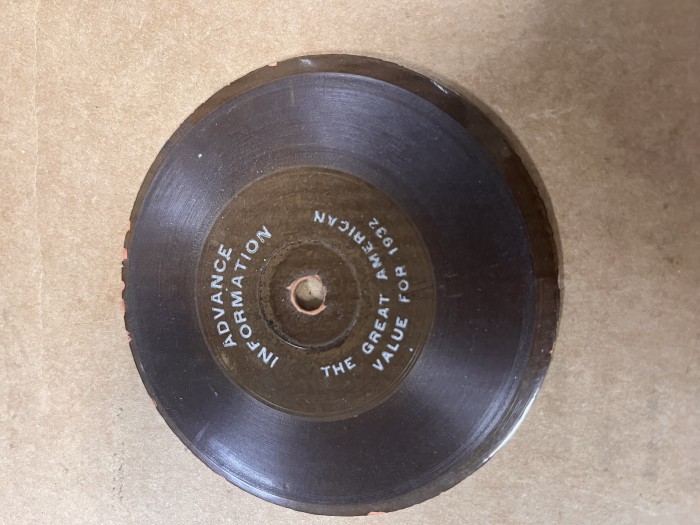 ADVANCE
INFORMATION
THE GREAT AMERICAN
VALUE FOR 1932